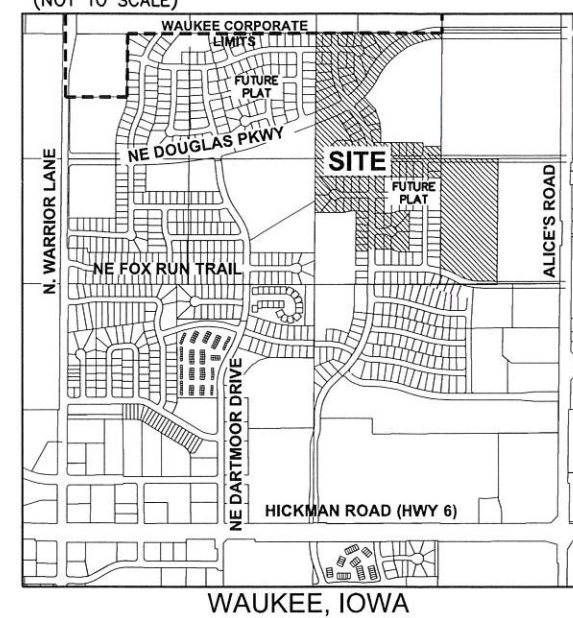 (NOT TO SCALE)
WAUKEE CORPORATE
LIMITS
FUTURE
PLAT
NE DOUGLAS PKWY
SITE
FUTURE
PLAT
N. WARRIOR LANE
ALICE'S ROAD
NE FOX RUN TRAIL
NE DARTMOOR DRIVE
HICKMAN ROAD (HWY 6)
WAUKEE, IOWA